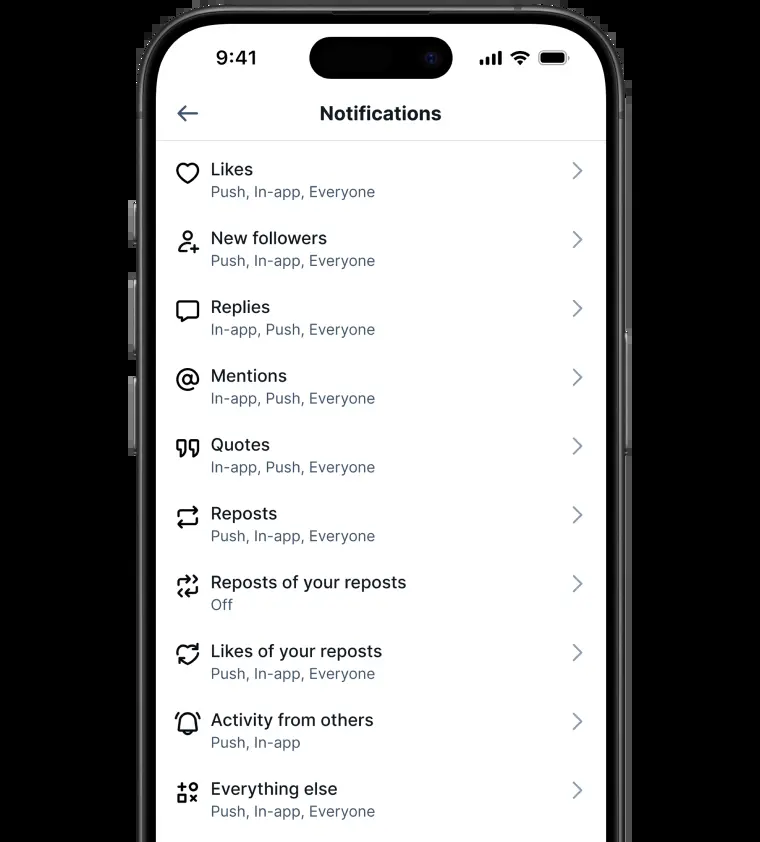 9:41
Notifications
Likes
Push, In-app, Everyone
New followers
Push, In-app, Everyone
Replies
In-app, Push, Everyone
Mentions
In-app, Push, Everyone
Quotes
In-app, Push, Everyone
Reposts
Push, In-app, Everyone
Reposts of your reposts
Off
Likes of your reposts
Push, In-app, Everyone
Activity from others
Push, In-app
Everything else
Push, In-app, Everyone